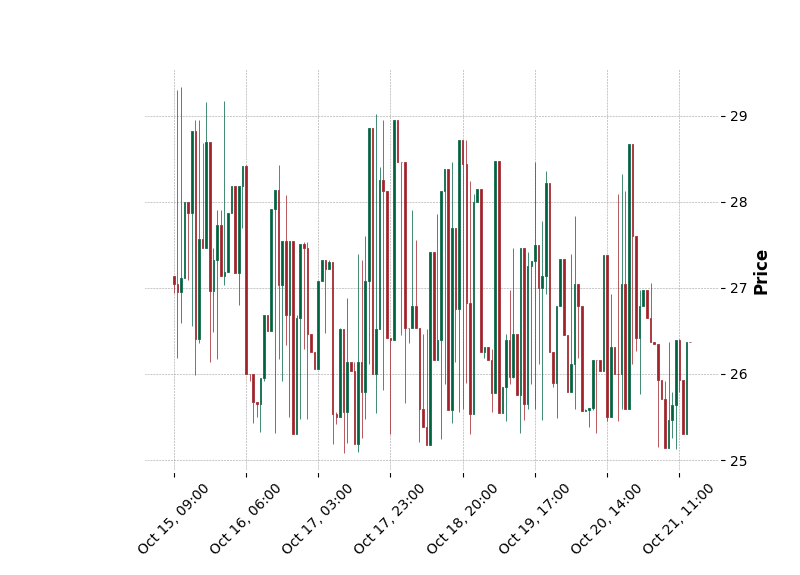 29
28
27
26
25
Price
Oct 15, 09:00
Oct 16, 06:00
Oct 17, 03:00
Oct 17, 23:00
Oct 18, 20:00
Oct 19, 17:00
Oct 20, 14:00
Oct 21, 11:00